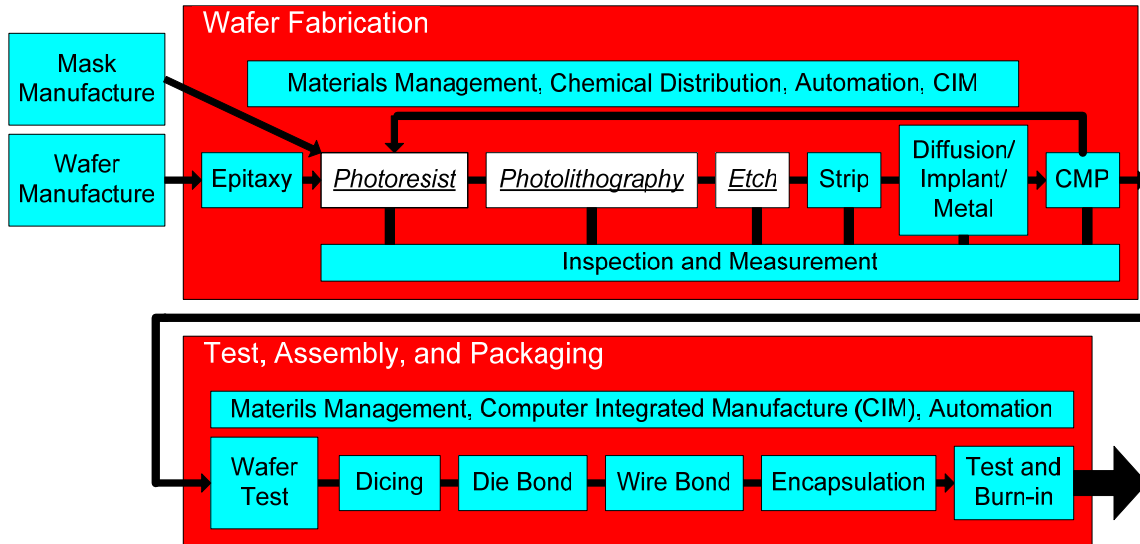 Wafer Fabrication
Mask
Manufacture
Materials Management, Chemical Distribution, Automation, CIM
Wafer
Manufacture
Epitaxy
Photoresist
Photolithography
Etch
Strip
Diffusion/
Implant/
Metal
CMP
Inspection and Measurement
Test, Assembly, and Packaging
Materils Management, Computer Integrated Manufacture (CIM), Automation
Wafer
Test
Dicing
Die Bond
Wire Bond
Encapsulation
Test and
Burn-in